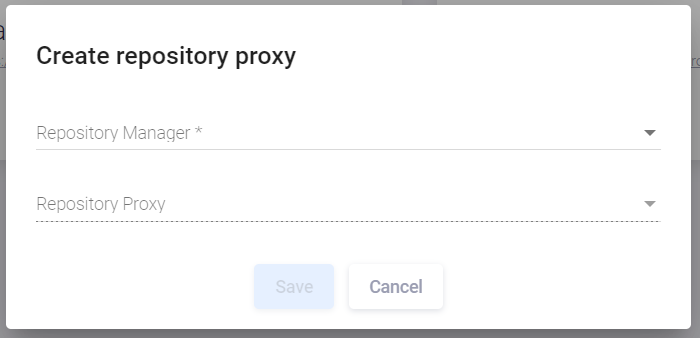 Create repository proxy
Repository Manager *
Repository Proxy
Save
Cancel